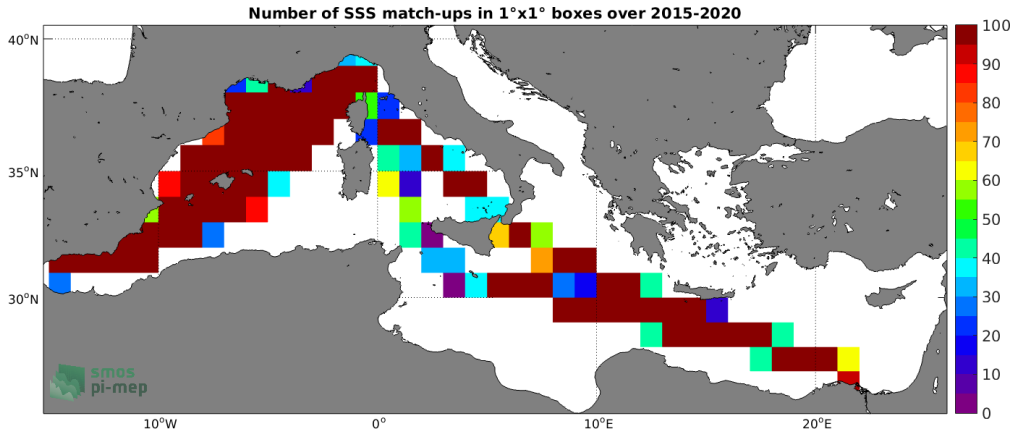 Number of SSS match-ups in 1°x1° boxes over 2015-2020
40°N
35°N
30°N
10°W
0°
10°E
20°E
100
90
80
70
60
50
40
30
20
10
0
smos
pi-mep